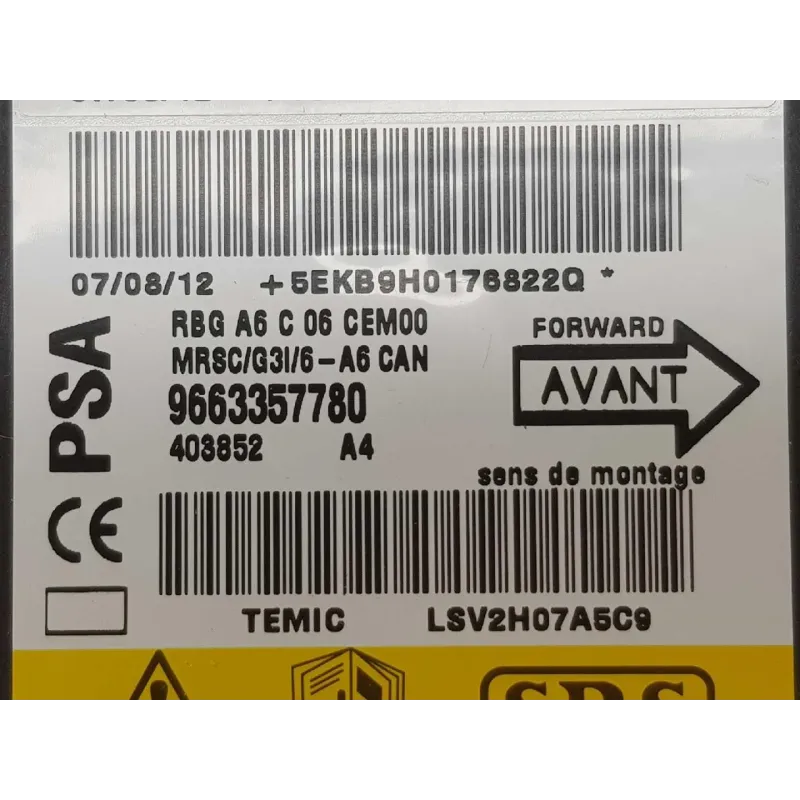 07/08/12 +5EKB9H0176822Q *
PSA
RBG A6 C 06 CEM00
MRSC/G3I/6-A6 CAN
9663357780
403852 A4
FORWARD
AVANT
sens de montage
CE
TEMIC LSV2H07A5C9
SRS